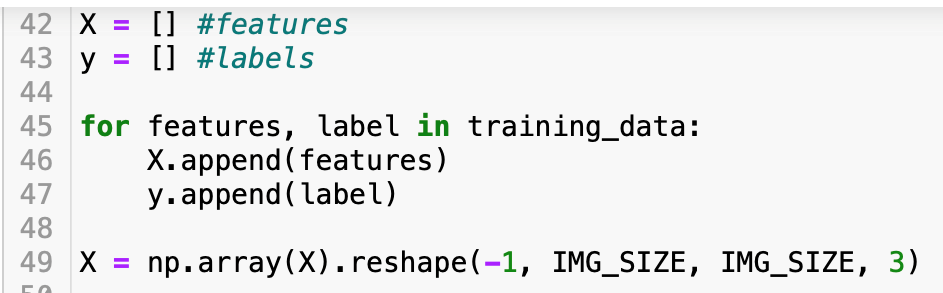 42 X = [] #features
43 y = [] #labels
44
45 for features, label in training_data:
46     X.append(features)
47     y.append(label)
48
49 X = np.array(X).reshape(-1, IMG_SIZE, IMG_SIZE, 3)